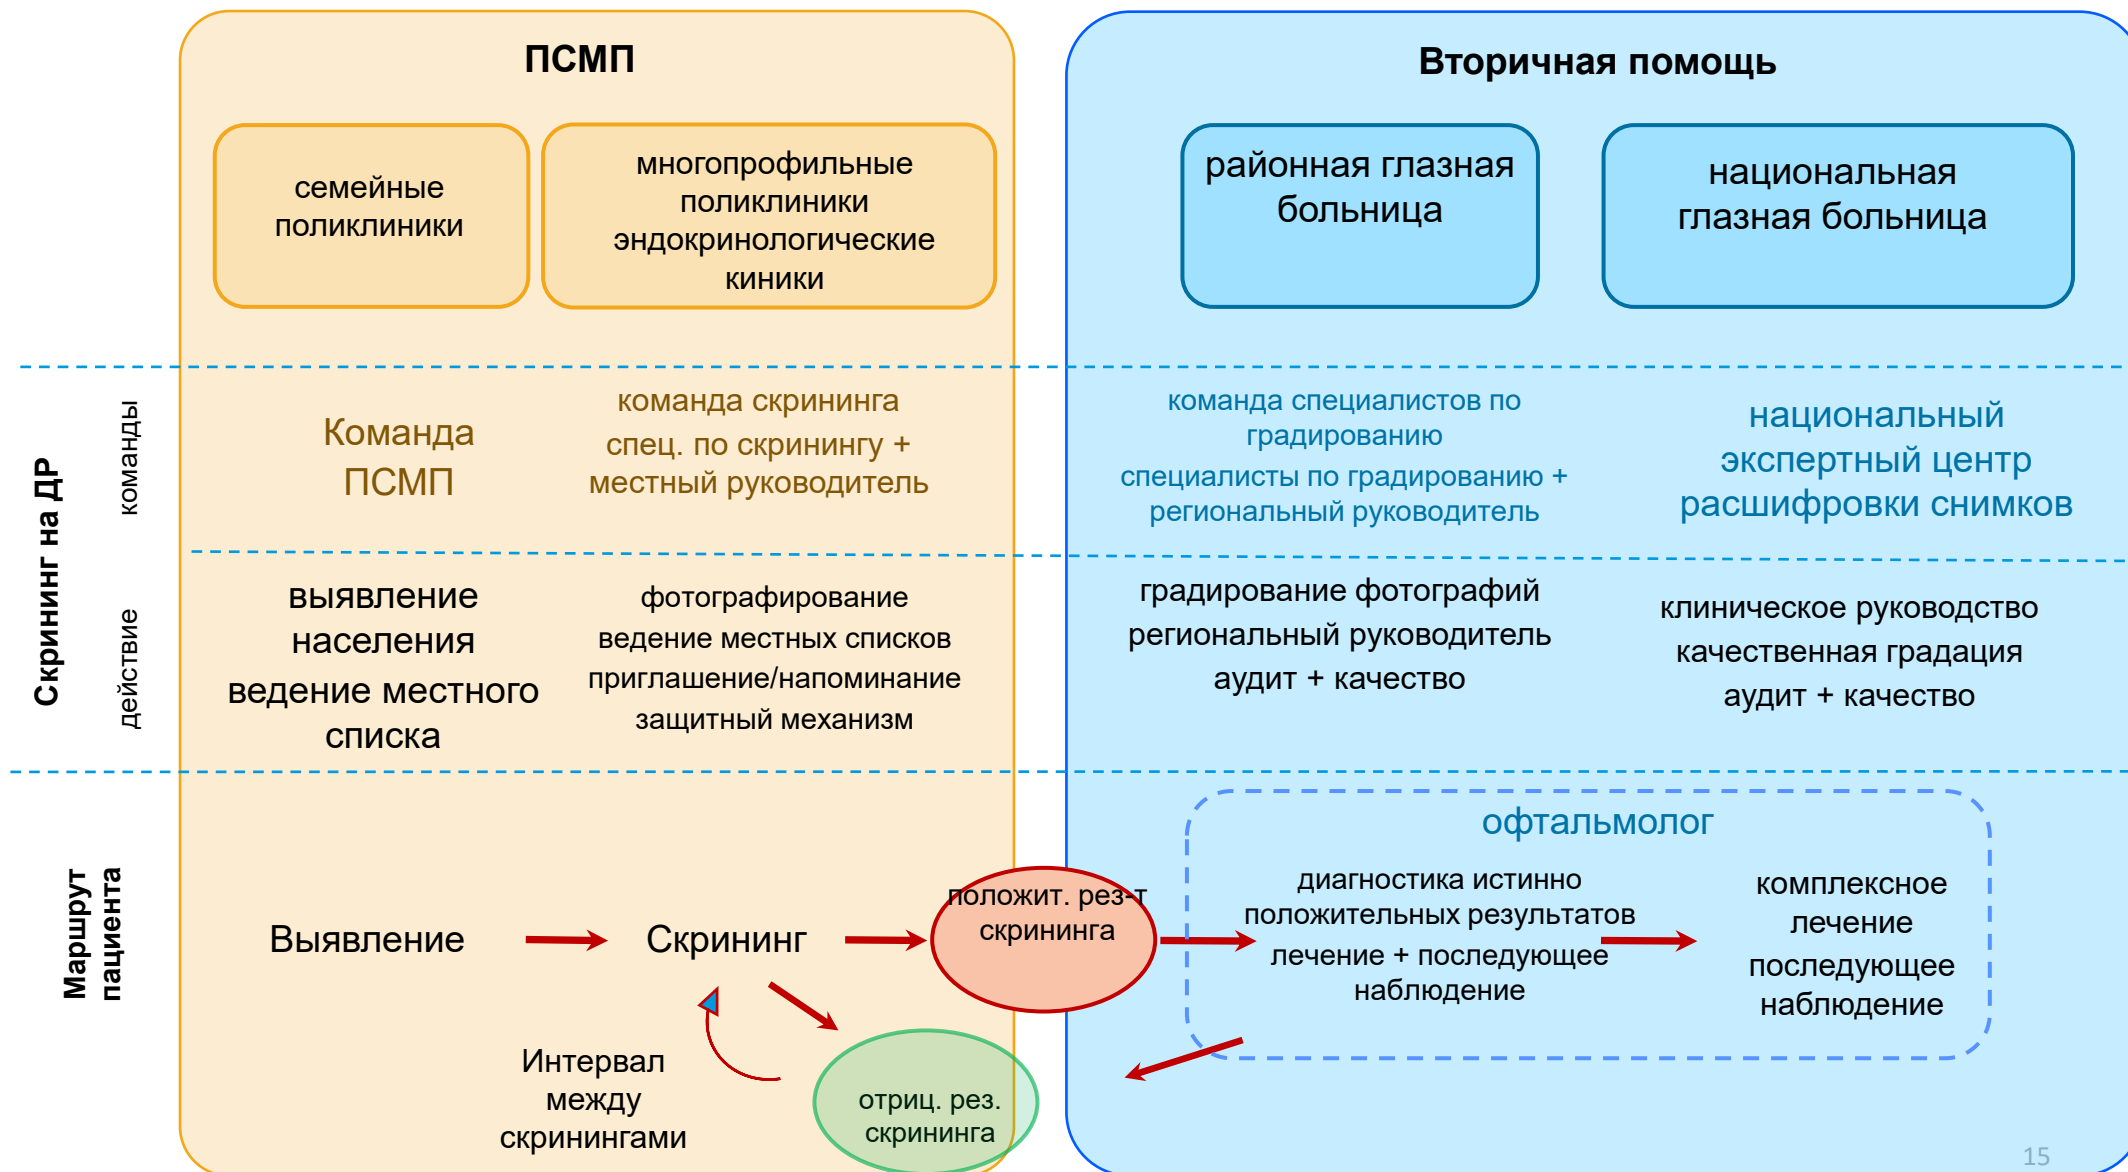 ПСМП
Вторичная помощь
семейные
поликлиники
многопрофильные
поликлиники
эндокринологические
киники
районная глазная
больница
национальная
глазная больница
Скрининг на ДР
команды
Команда
ПСМП
команда скрининга
спец. по скринингу +
местный руководитель
команда специалистов по
градированию
специалисты по градированию +
региональный руководитель
национальный
экспертный центр
расшифровки снимков
действие
выявление
населения
ведение местного
списка
фотографирование
ведение местных списков
приглашение/напоминание
защитный механизм
градирование фотографий
региональный руководитель
аудит + качество
клиническое руководство
качественная градация
аудит + качество
Маршрут
пациента
Выявление
Скрининг
положит. рез-т
скрининга
офтальмолог
диагностика истинно
положительных результатов
лечение + последующее
наблюдение
комплексное
лечение
последующее
наблюдение
Интервал
между
скринингами
отриц. рез.
скрининга
15